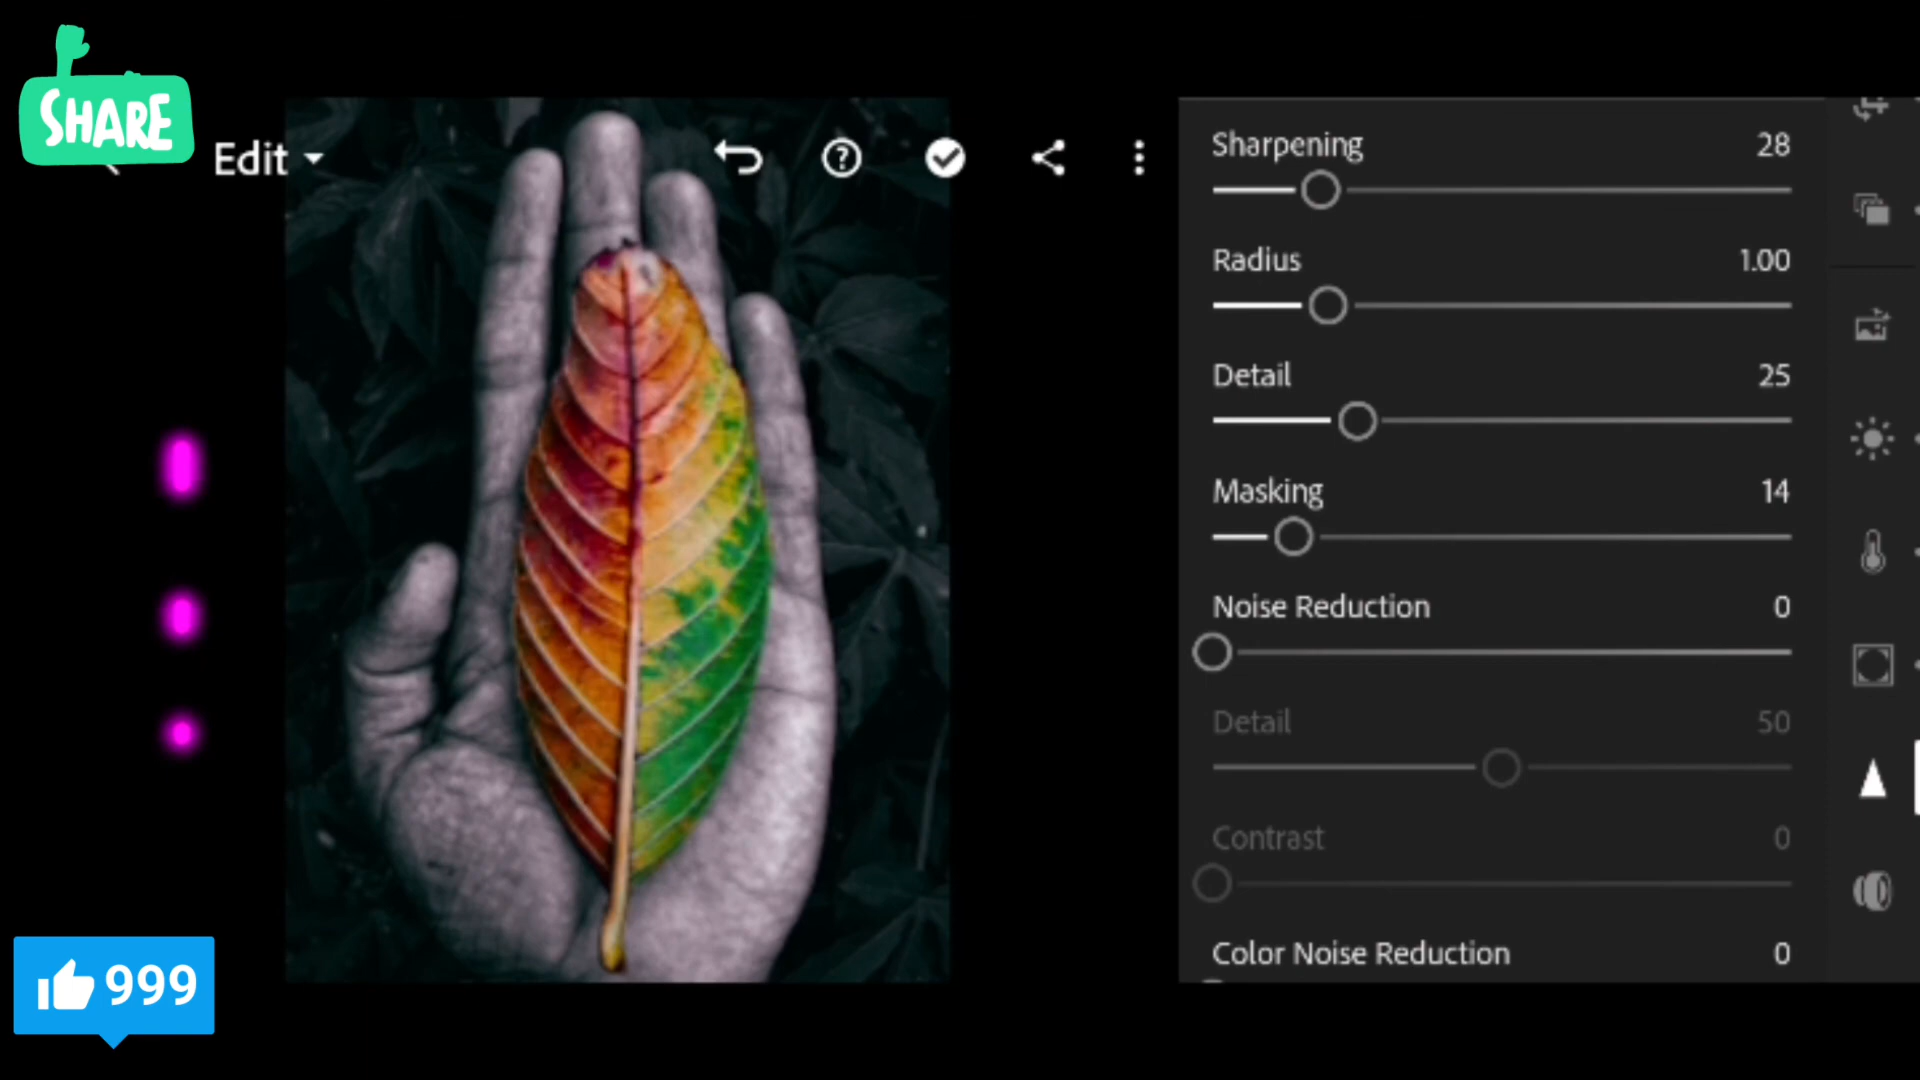 SHARE
Edit
Sharpening 28
Radius 1.00
Detail 25
Masking 14
Noise Reduction 0
Detail 50
Contrast 0
Color Noise Reduction 0
999